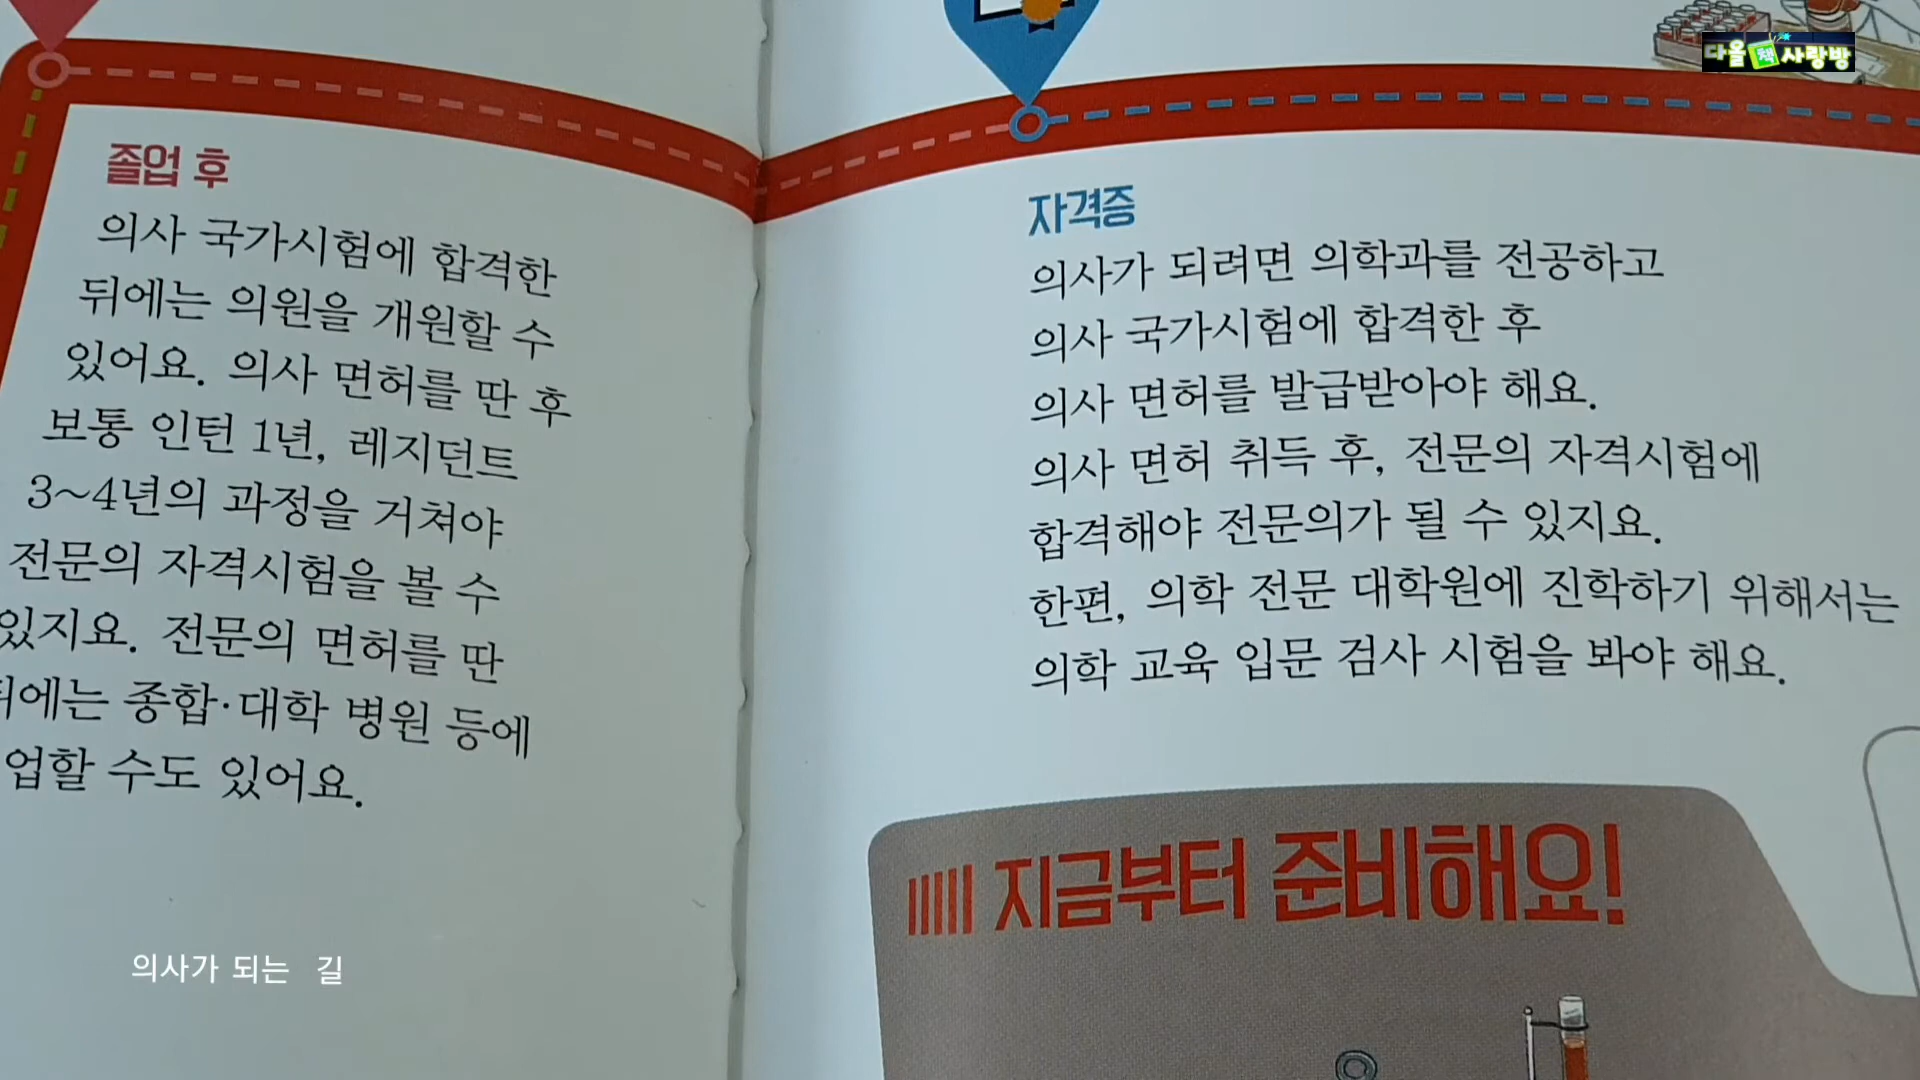 다올 책 사랑방
졸업 후
의사 국가시험에 합격한
뒤에는 의원을 개원할 수
있어요. 의사 면허를 딴 후
보통 인턴 1년, 레지던트
3~4년의 과정을 거쳐야
전문의 자격시험을 볼 수
있지요. 전문의 면허를 딴
뒤에는 종합·대학 병원 등에
업할 수도 있어요.
자격증
의사가 되려면 의학과를 전공하고
의사 국가시험에 합격한 후
의사 면허를 발급받아야 해요.
의사 면허 취득 후, 전문의 자격시험에
합격해야 전문의가 될 수 있지요.
한편, 의학 전문 대학원에 진학하기 위해서는
의학 교육 입문 검사 시험을 봐야 해요.
지금부터 준비해요!
의사가 되는 길